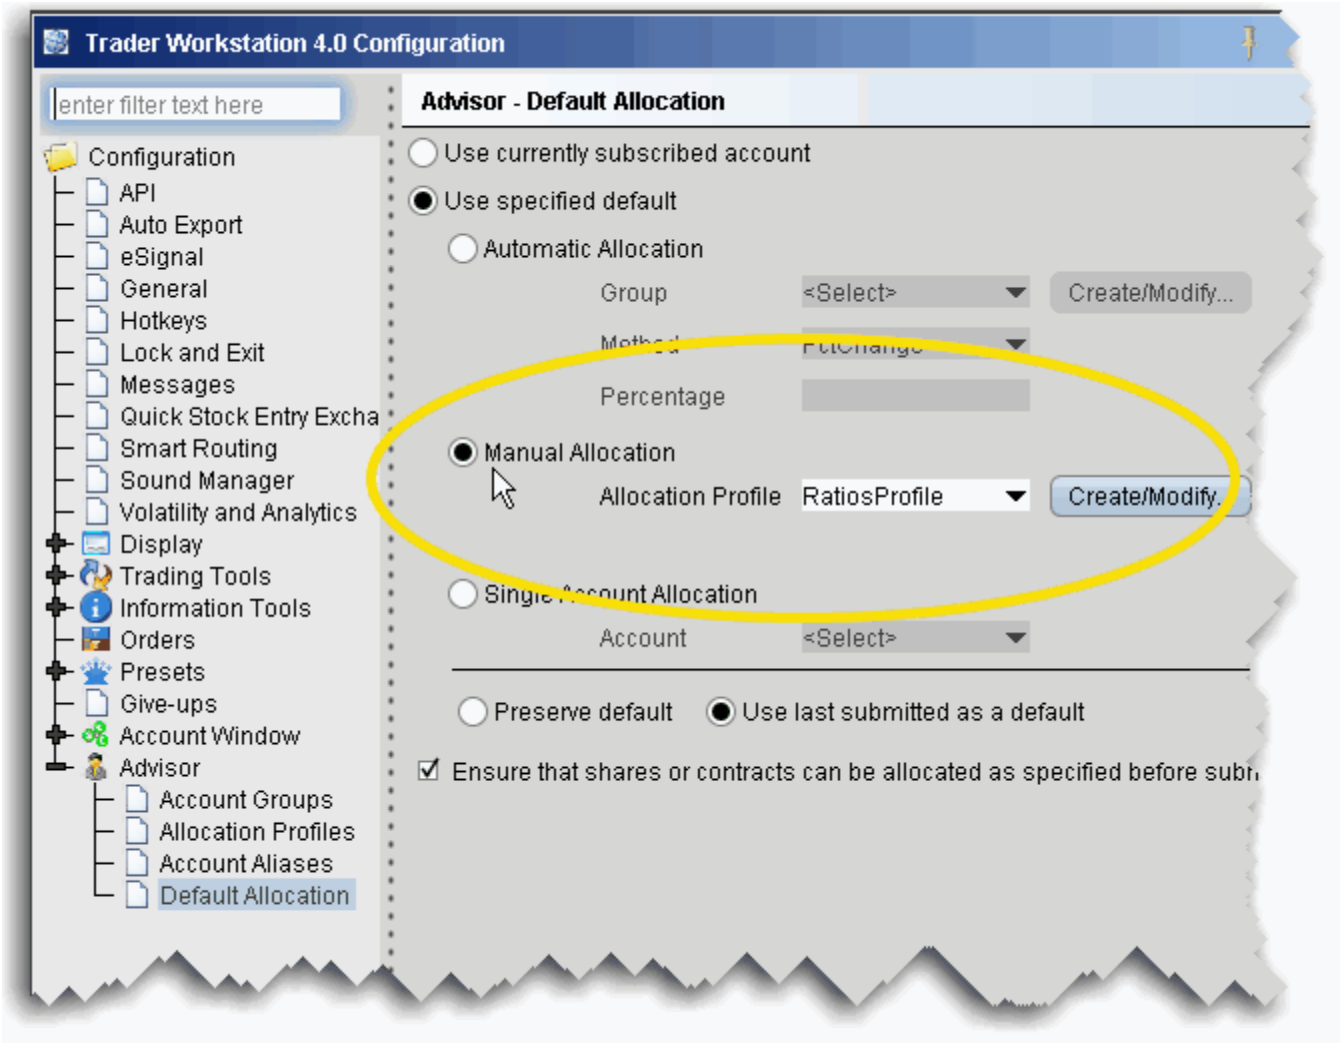 Trader Workstation 4.0 Configuration
enter filter text here
Configuration
API
Auto Export
eSignal
General
Hotkeys
Lock and Exit
Messages
Quick Stock Entry Excha
Smart Routing
Sound Manager
Volatility and Analytics
Display
Trading Tools
Information Tools
Orders
Presets
Give-ups
Account Window
Advisor
Account Groups
Allocation Profiles
Account Aliases
Default Allocation
Advisor - Default Allocation
Use currently subscribed account
Use specified default
Automatic Allocation
Group <Select> Create/Modify...
Method PctChange
Percentage
Manual Allocation
Allocation Profile RatiosProfile Create/Modify...
Single Account Allocation
Account <Select>
Preserve default Use last submitted as a default
Ensure that shares or contracts can be allocated as specified before